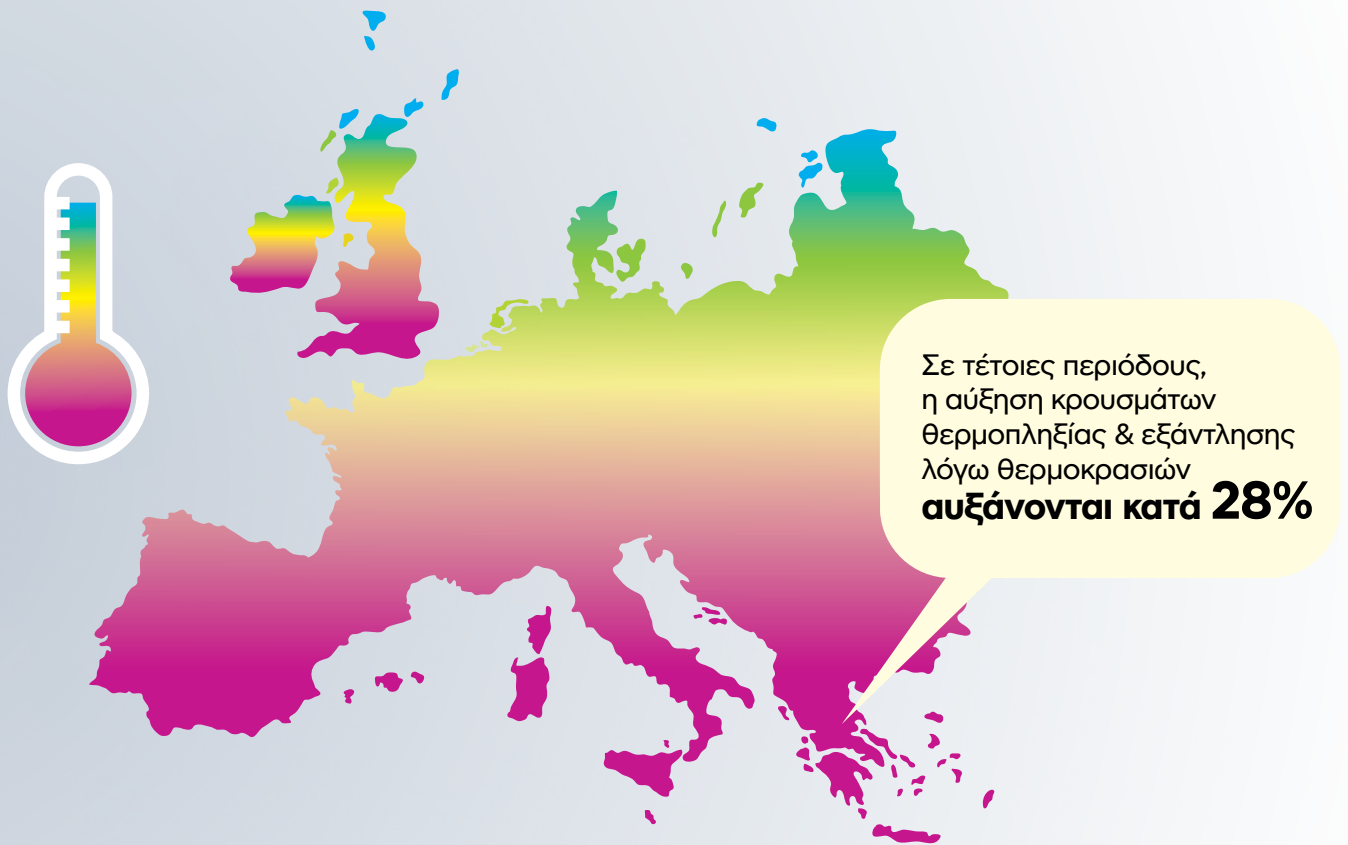 Σε τέτοιες περιόδους,
η αύξηση κρουσμάτων
θερμοπληξίας & εξάντλησης
λόγω θερμοκρασιών
αυξάνονται κατά 28%